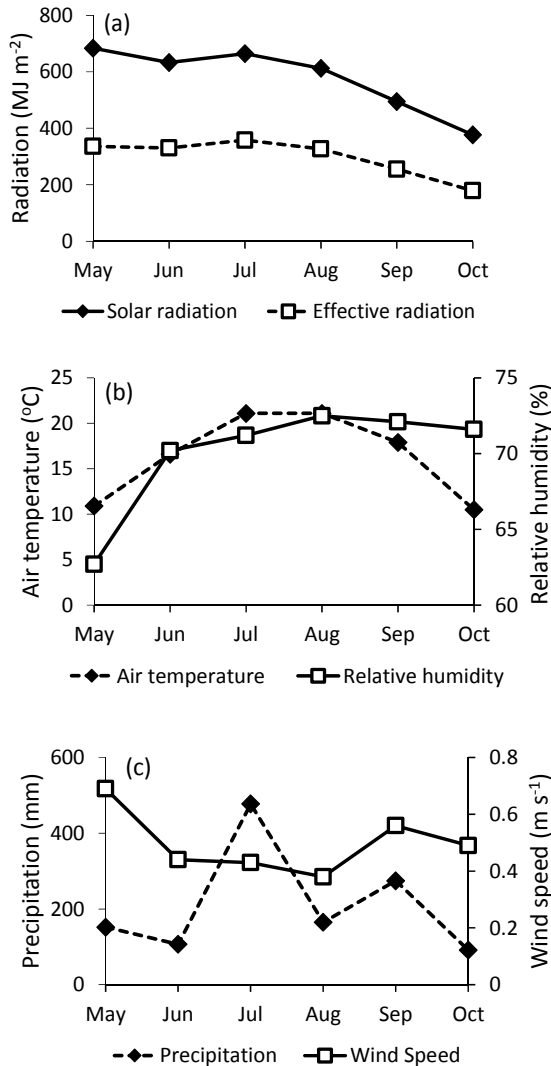 (a)
Radiation (MJ m⁻²)
800
600
400
200
0
May Jun Jul Aug Sep Oct
Solar radiation Effective radiation
(b)
Air temperature (°C)
25
20
15
10
5
0
75
70
65
60
Relative humidity (%)
May Jun Jul Aug Sep Oct
Air temperature Relative humidity
(c)
Precipitation (mm)
600
400
200
0
0.8
0.6
0.4
0.2
0
Wind speed (m s⁻¹)
May Jun Jul Aug Sep Oct
Precipitation Wind Speed